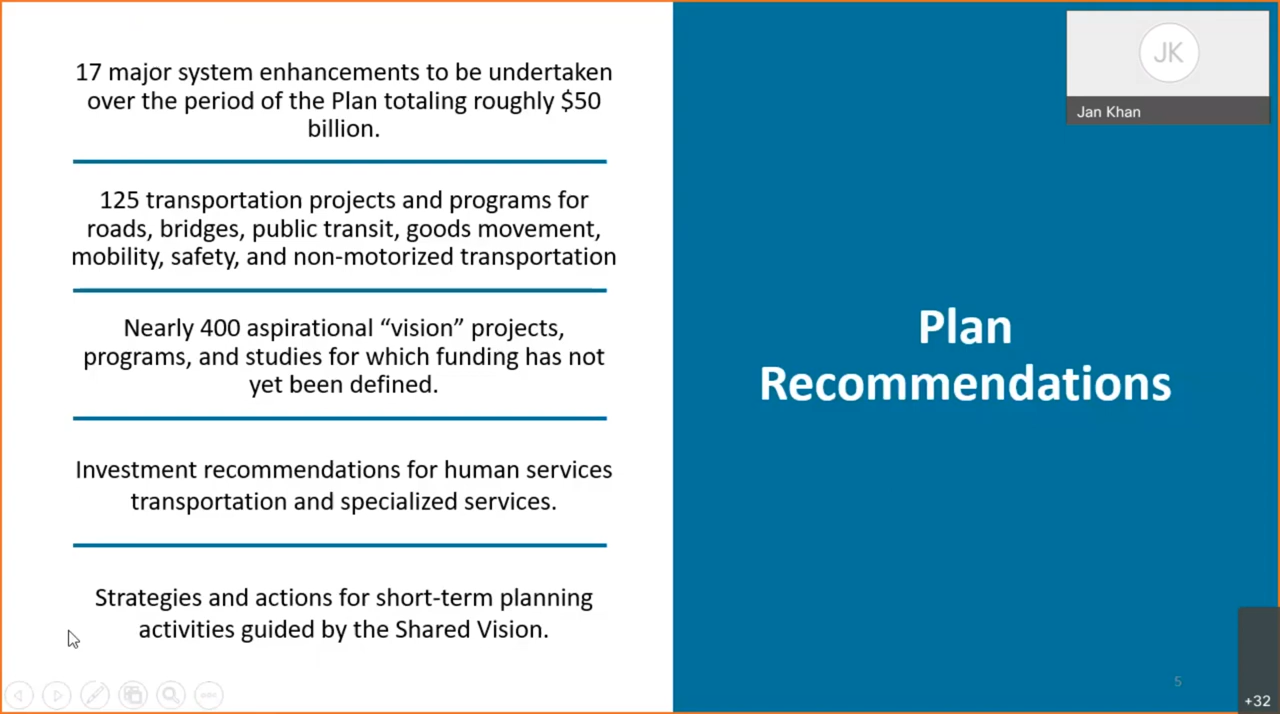 17 major system enhancements to be undertaken
over the period of the Plan totaling roughly $50
billion.
125 transportation projects and programs for
roads, bridges, public transit, goods movement,
mobility, safety, and non-motorized transportation
Nearly 400 aspirational “vision” projects,
programs, and studies for which funding has not
yet been defined.
Investment recommendations for human services
transportation and specialized services.
Strategies and actions for short-term planning
activities guided by the Shared Vision.
Plan
Recommendations
JK
Jan Khan
5
+32